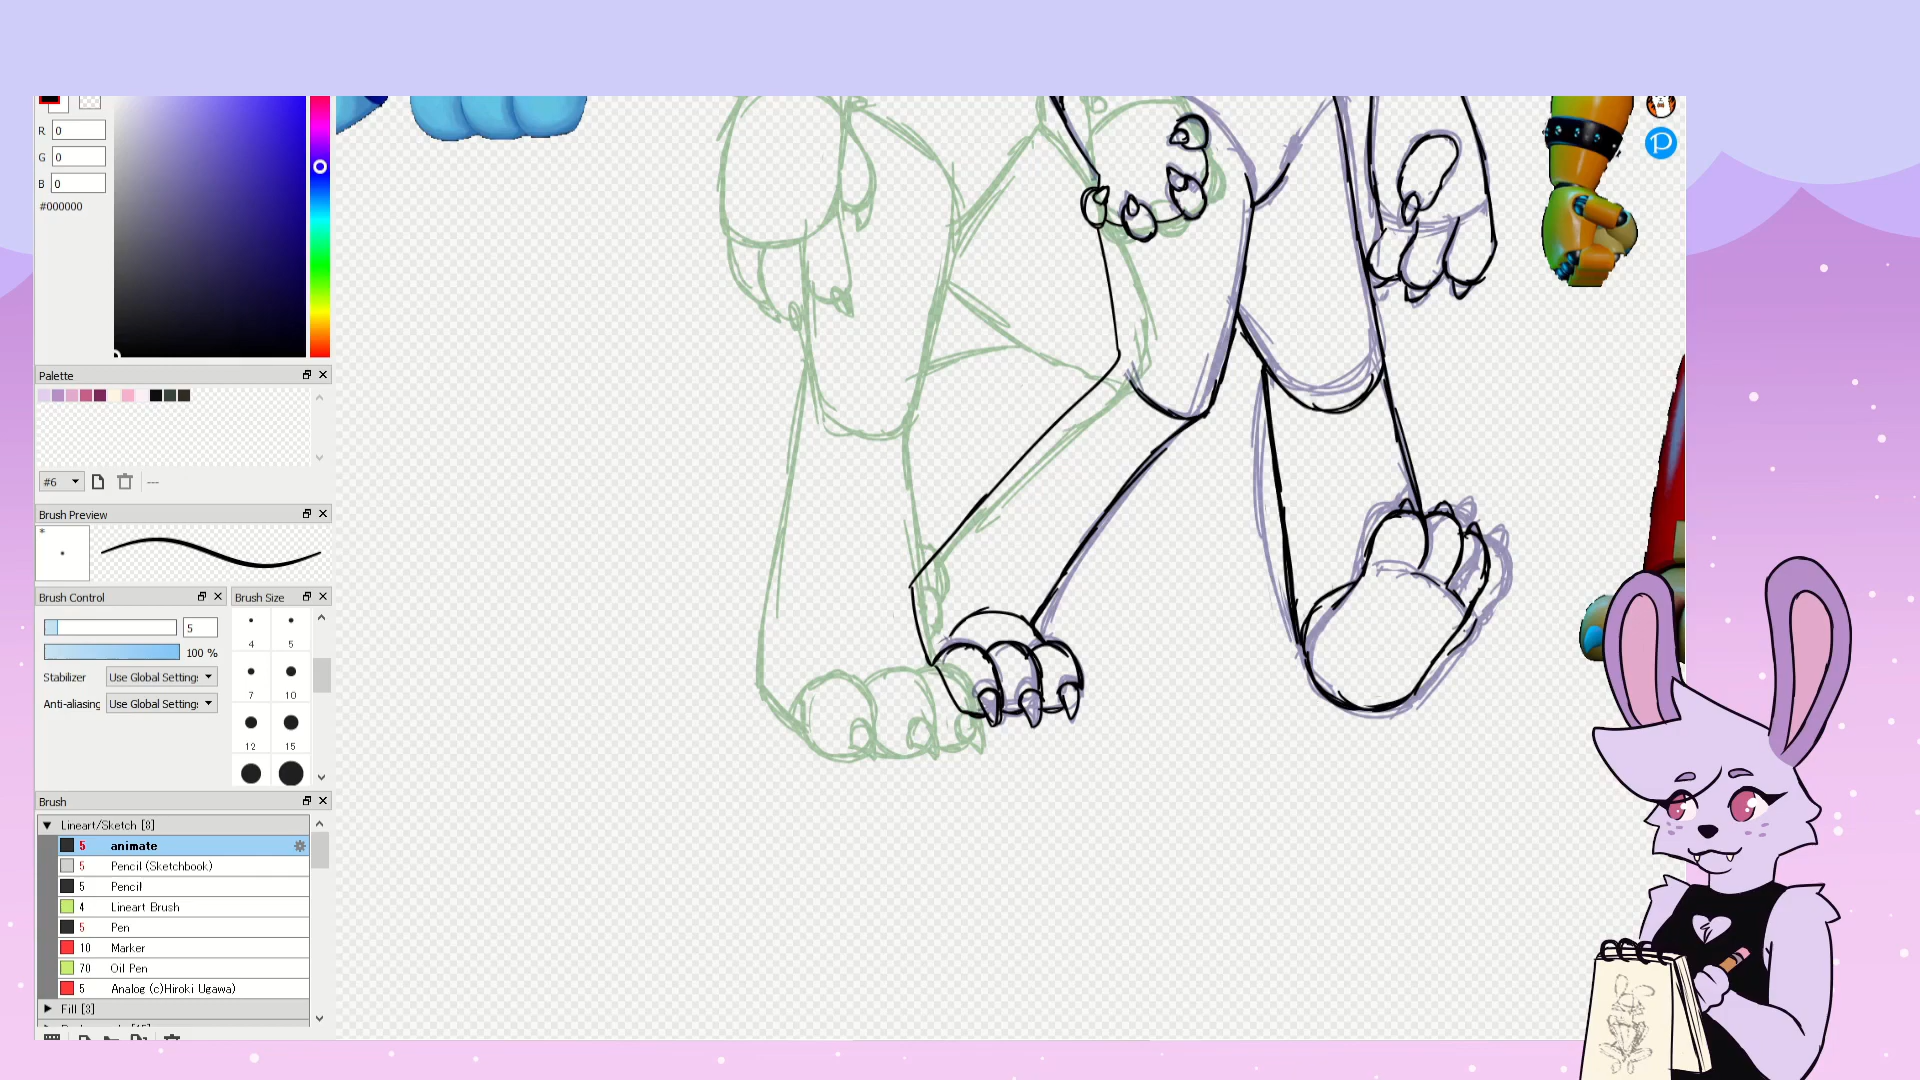 R 0
G 0
B 0
#000000
Palette
#6
---
Brush Preview
*
Brush Control
Brush Size
5
100 %
Stabilizer Use Global Setting:
Anti-aliasing Use Global Setting:
4 5
7 10
12 15
Brush
Lineart/Sketch [8]
5 animate
5 Pencil (Sketchbook)
5 Pencil
4 Lineart Brush
5 Pen
10 Marker
70 Oil Pen
5 Analog (c)Hiroki Ugawa)
Fill [3]
P